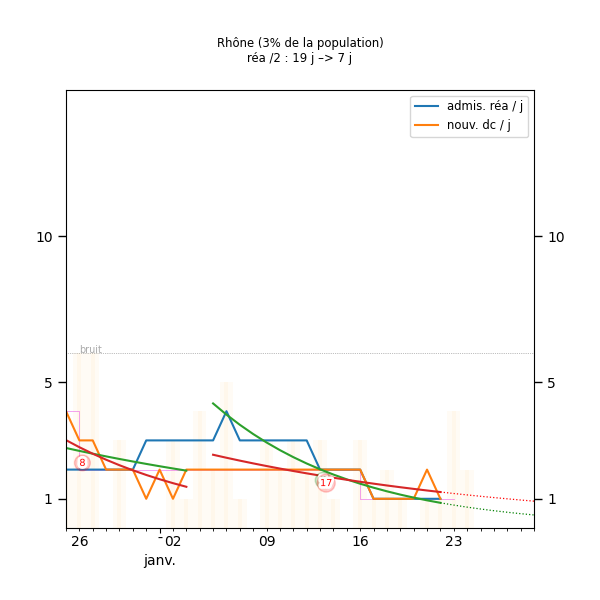 Rhône (3% de la population)
réa /2 : 19 j –> 7 j
admis. réa / j
nouv. dc / j
10 10
bruit
5 5
8
17
1 1
26 02 09 16 23
janv.